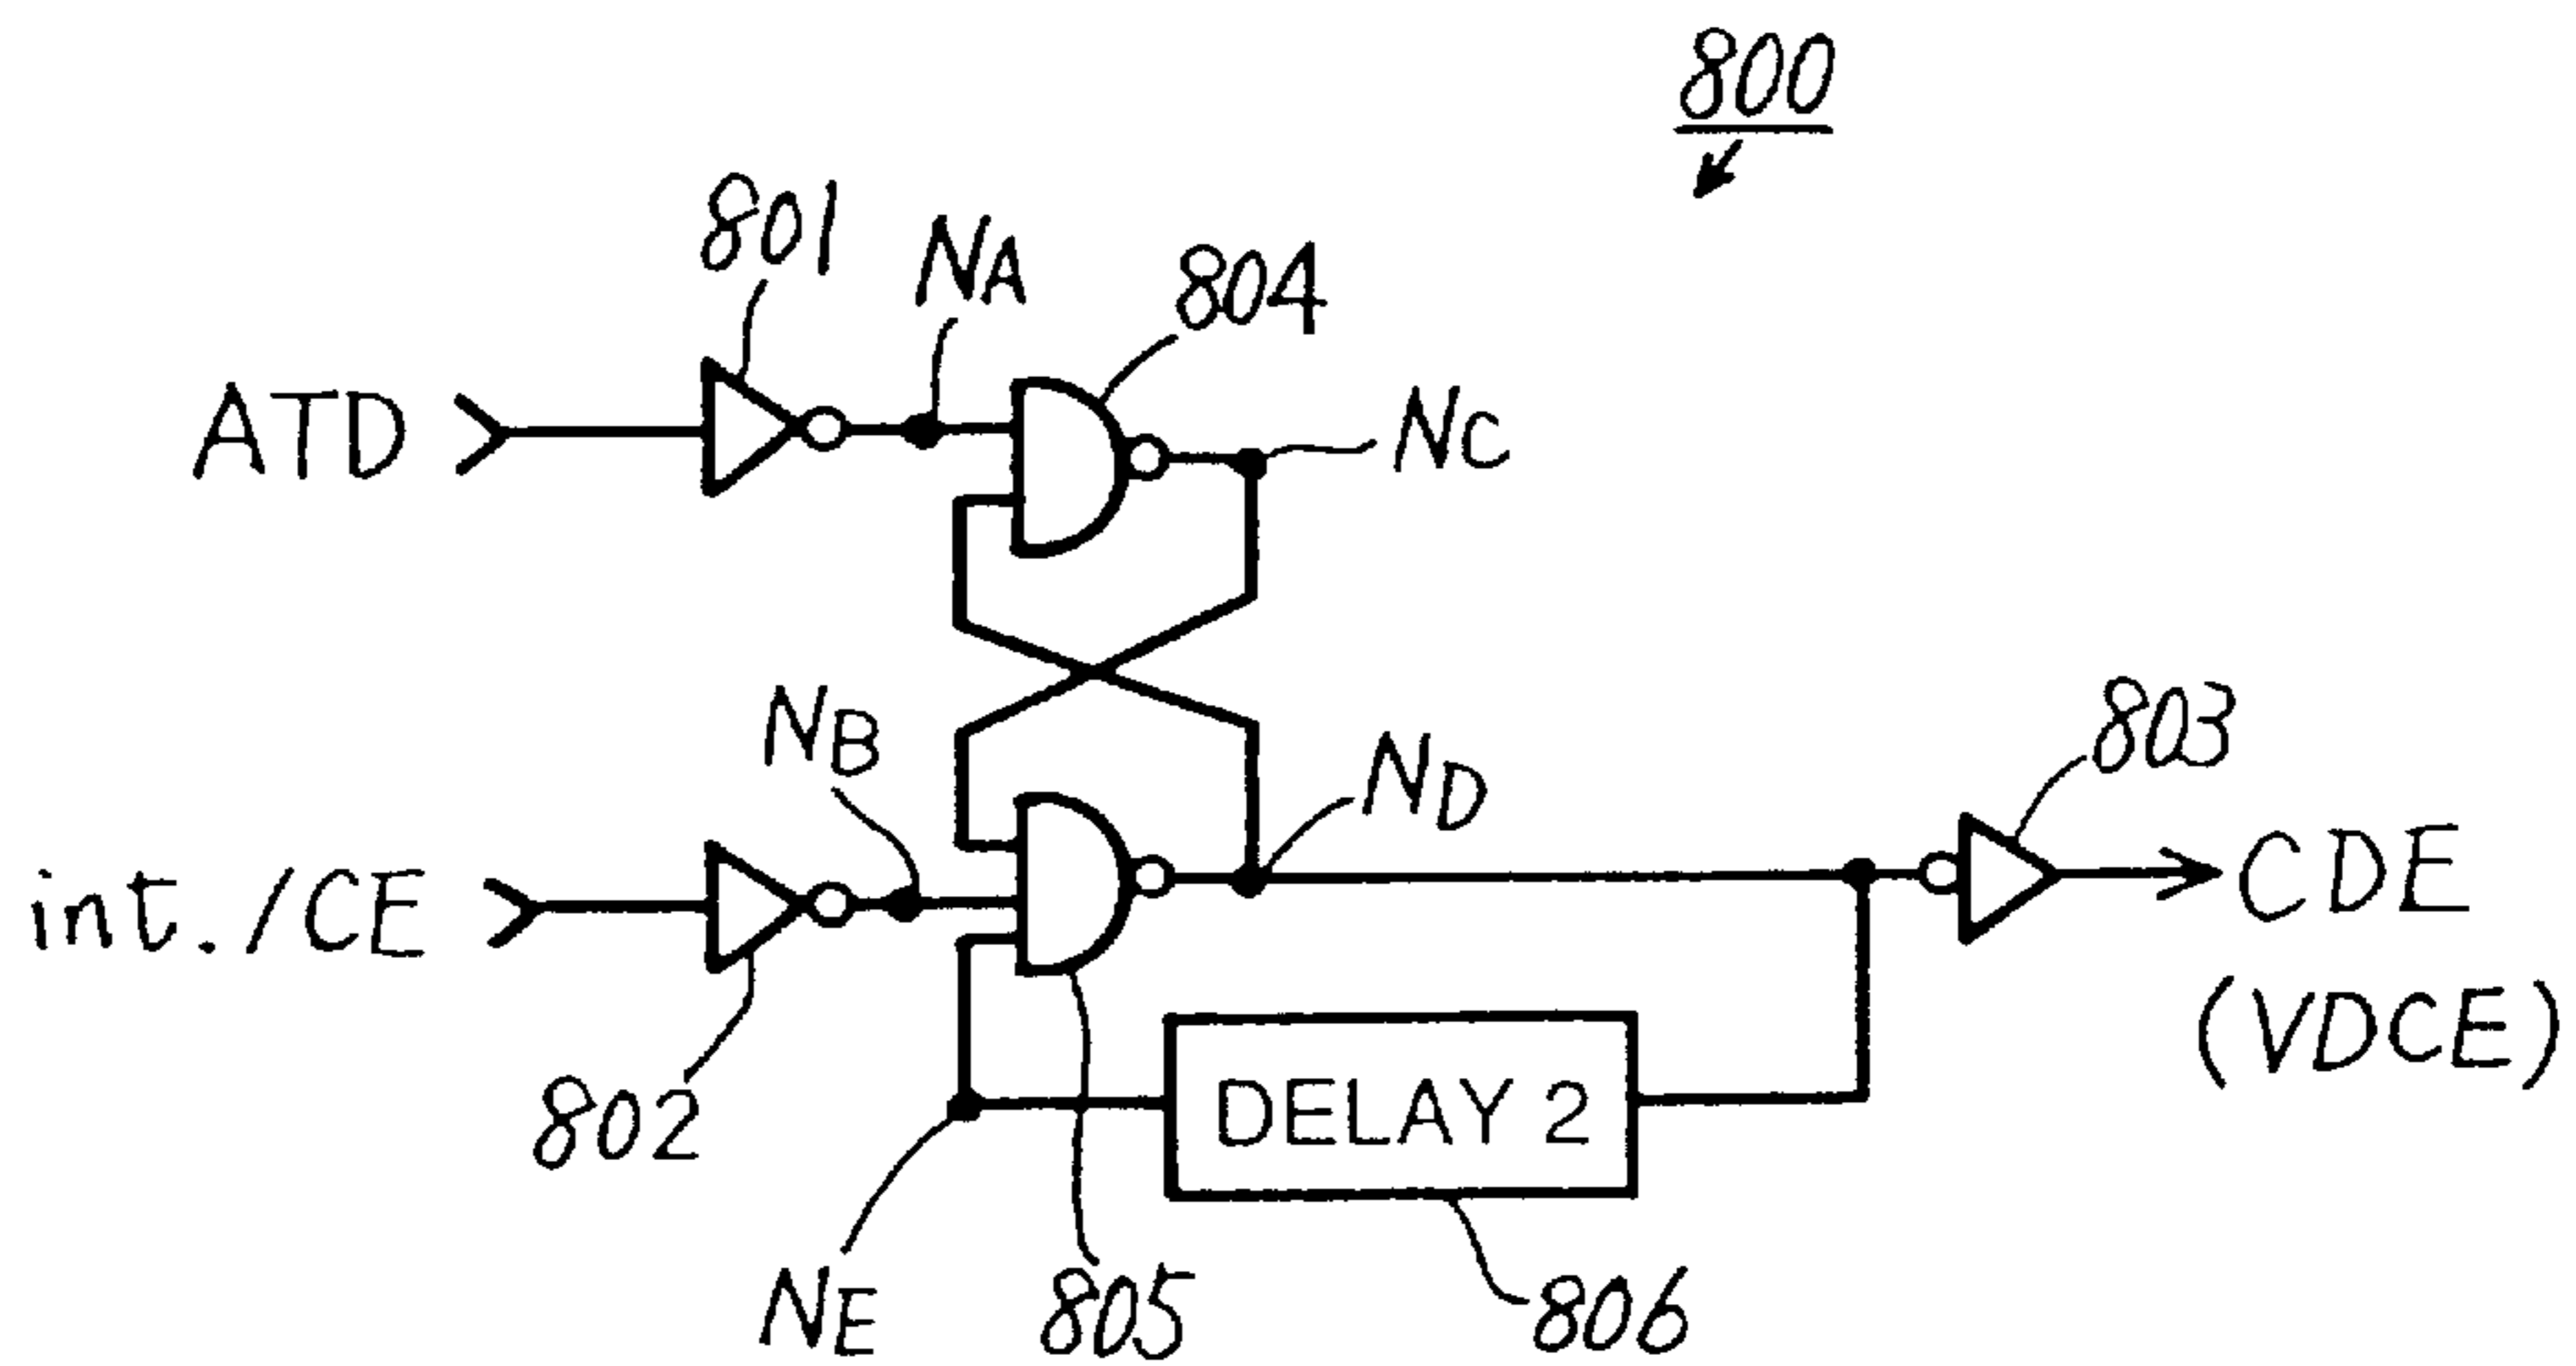 800
801
NA
804
ATD
NC
NB
ND
803
int./CE
CDE
(VDCE)
802
DELAY 2
NE
805
806